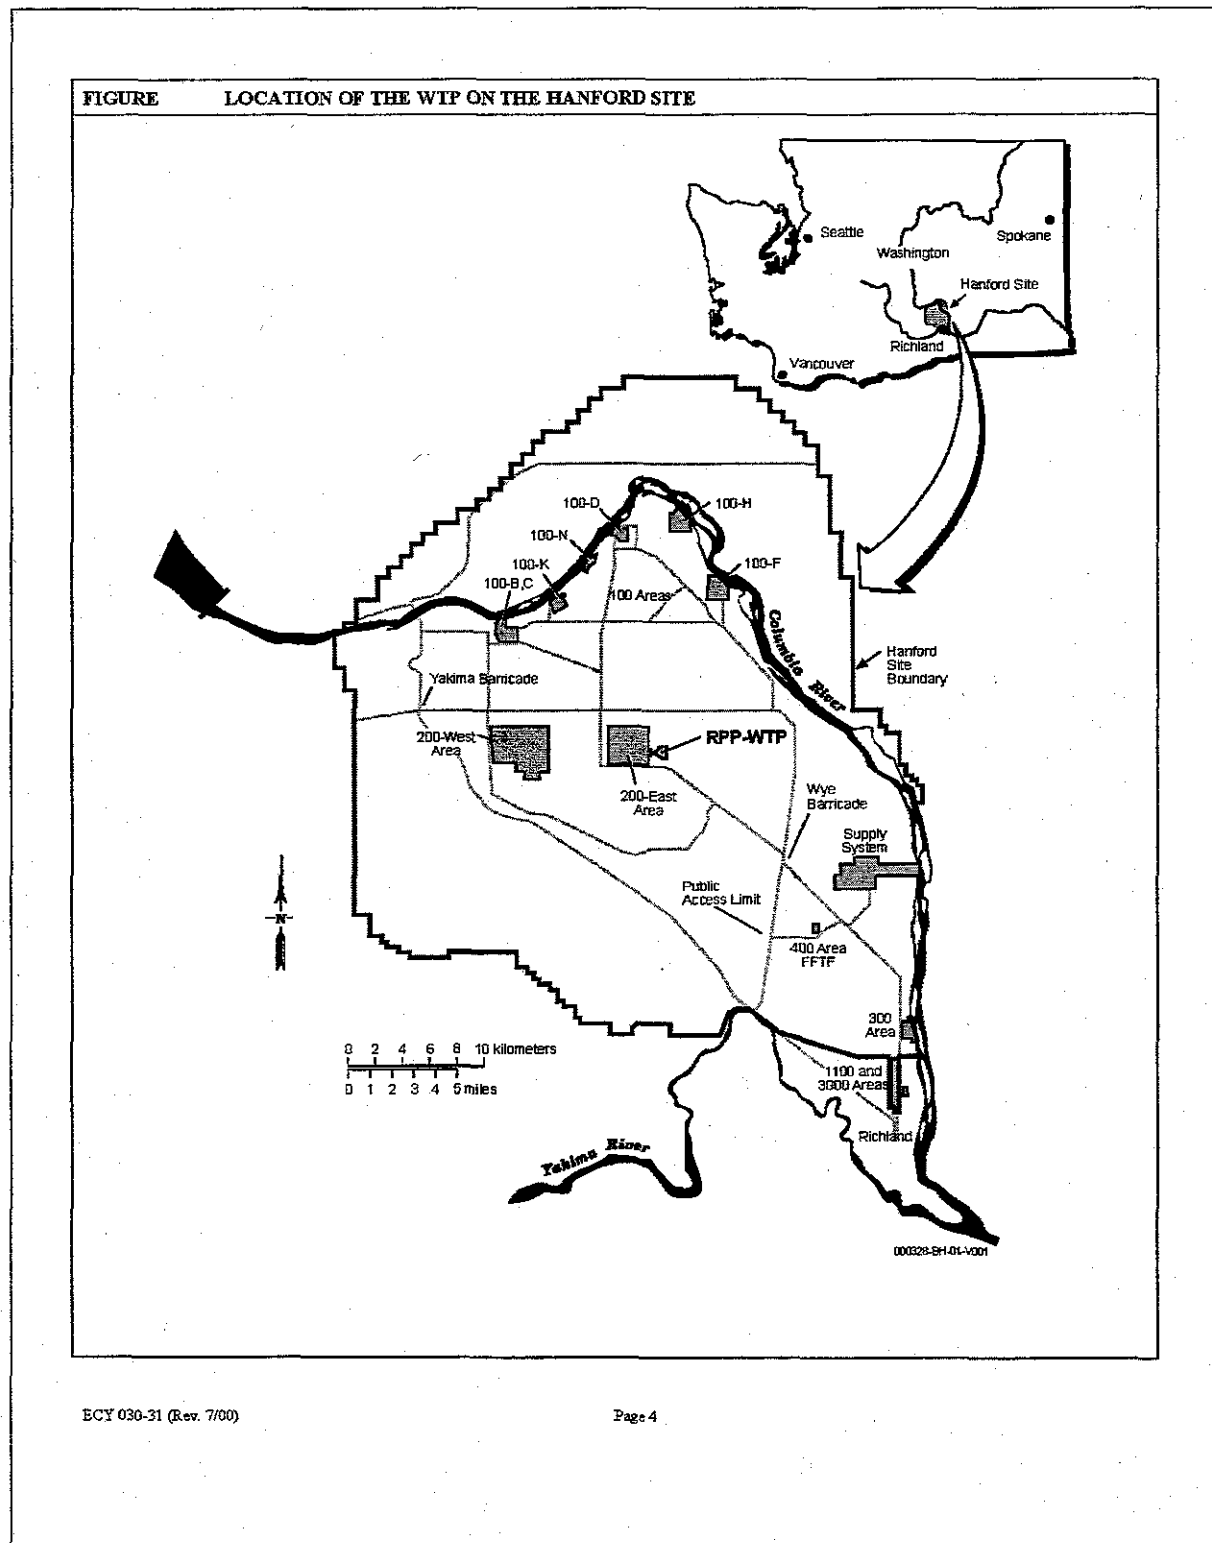 FIGURE LOCATION OF THE WTP ON THE HANFORD SITE
Seattle
Spokane
Washington
Hanford Site
Richland
Vancouver
100-D
100-H
100-N
100-K
100-F
100-B,C
100 Areas
Columbia River
Hanford
Site
Boundary
Yakima Barricade
200-West
Area
RPP-WTP
200-East
Area
Wye
Barricade
Supply
System
Public
Access Limit
N
400 Area
FFTF
300
Area
0 2 4 6 8 10 kilometers
0 1 2 3 4 5 miles
1100 and
3000 Areas
Richland
Yakima River
000328-BH-01-V001
ECY 030-31 (Rev. 7/00)
Page 4